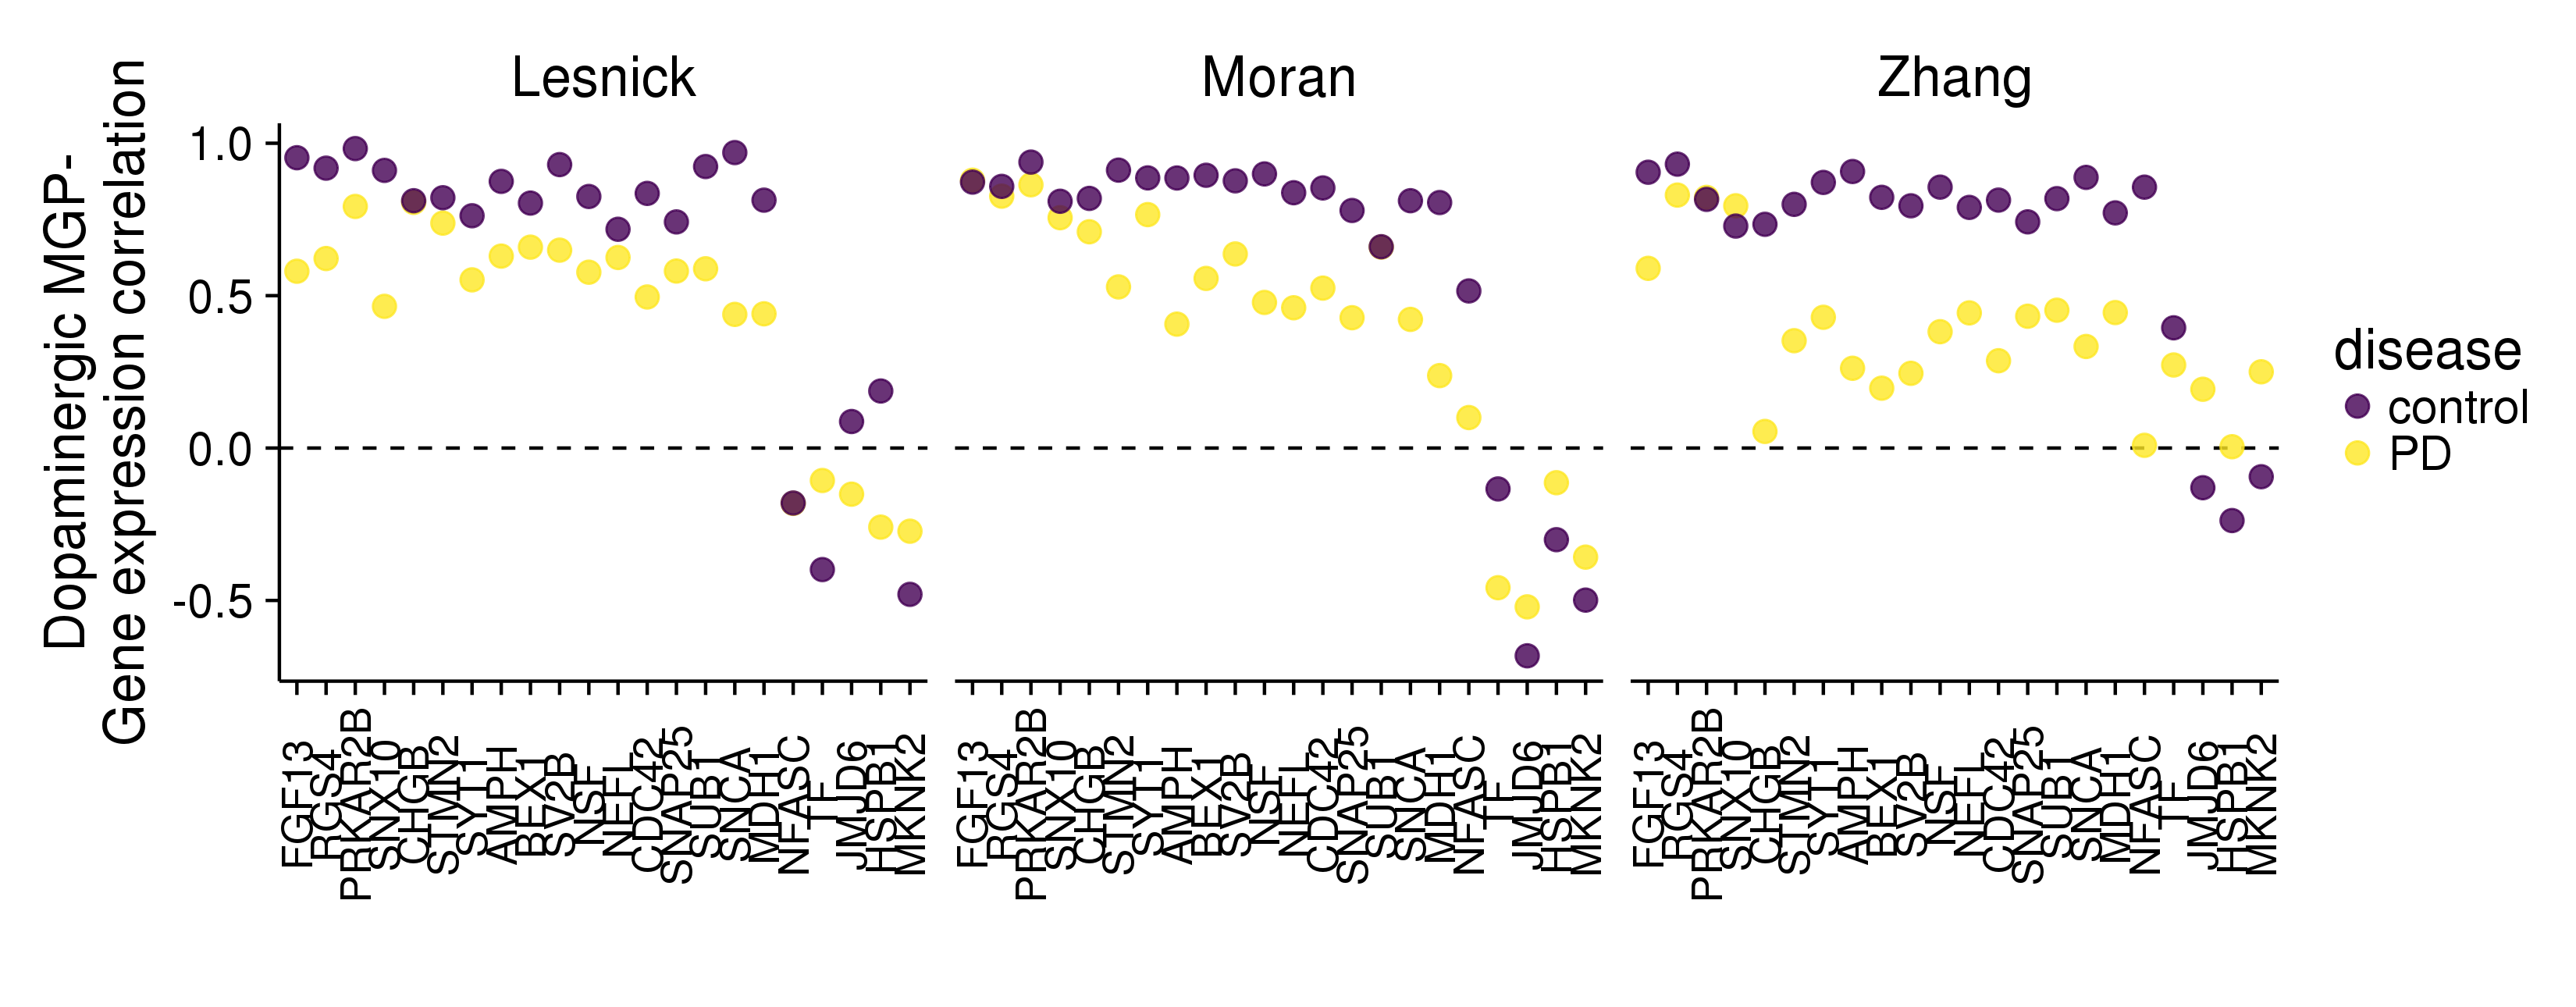 Lesnick
Moran
Zhang
Dopaminergic MGP-
Gene expression correlation
1.0
0.5
0.0
-0.5
FGF13
RGS4
PRKAR2B
SNX10
CHGB
STMN2
SYT1
AMPH
BEX1
SV2B
NSF
NEFL
CDC42
SNAP25
SUB1
SNCA
MDH1
NFASC
TF
JMJD6
HSPB1
MKNK2
FGF13
RGS4
PRKAR2B
SNX10
CHGB
STMN2
SYT1
AMPH
BEX1
SV2B
NSF
NEFL
CDC42
SNAP25
SUB1
SNCA
MDH1
NFASC
TF
JMJD6
HSPB1
MKNK2
FGF13
RGS4
PRKAR2B
SNX10
CHGB
STMN2
SYT1
AMPH
BEX1
SV2B
NSF
NEFL
CDC42
SNAP25
SUB1
SNCA
MDH1
NFASC
TF
JMJD6
HSPB1
MKNK2
disease
control
PD